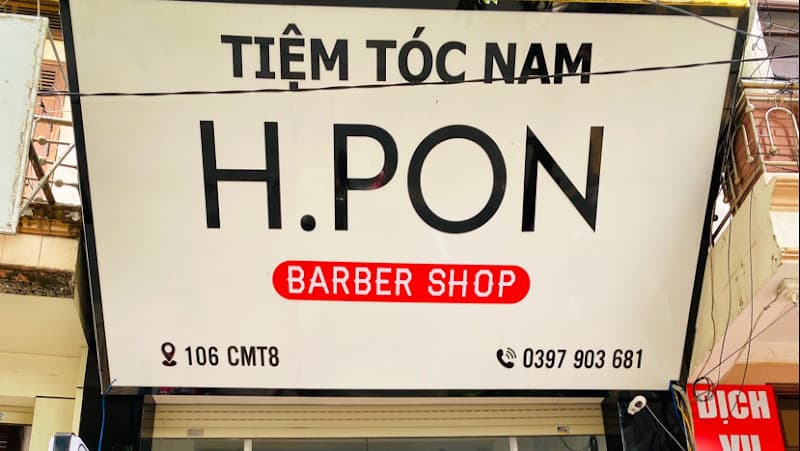 TIỆM TÓC NAM
H.PON
BARBER SHOP
106 CMT8
0397 903 681
DỊCH
VỤ